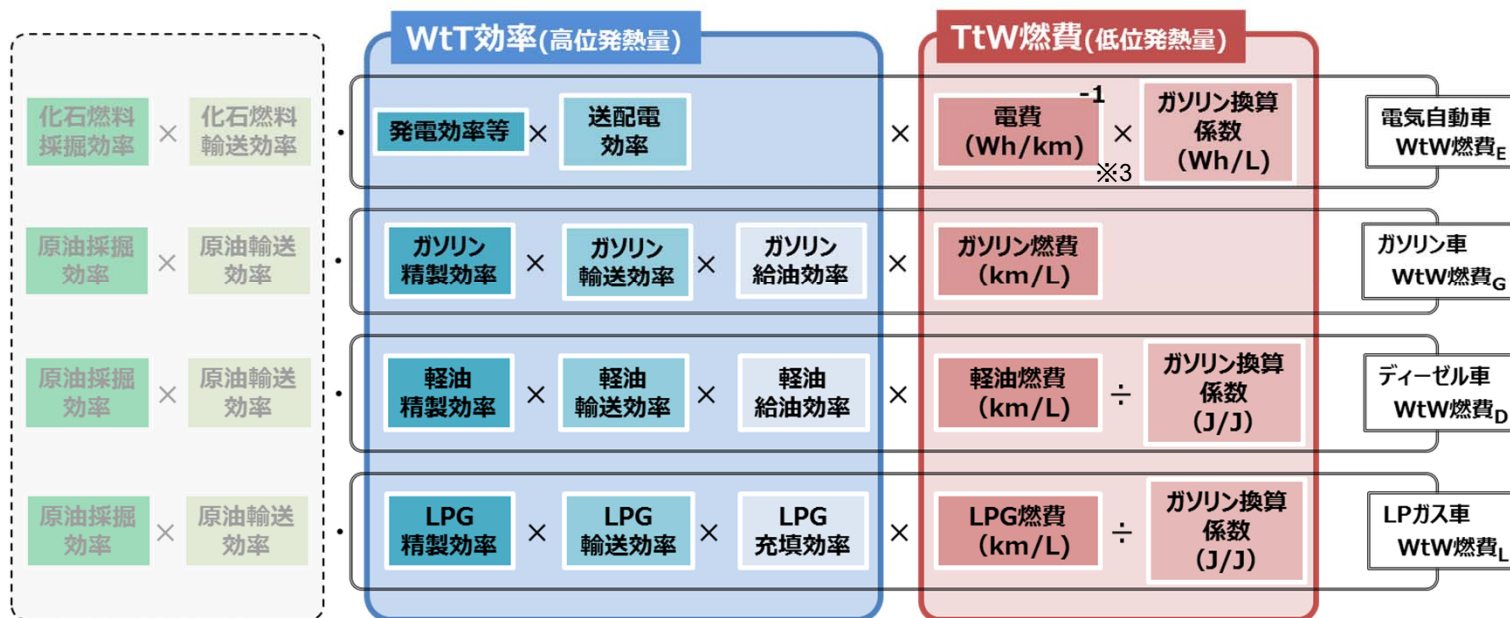 WtT効率(高位発熱量)
TtW燃費(低位発熱量)
化石燃料
採掘効率
×
化石燃料
輸送効率
・
発電効率等
×
送配電
効率
×
電費
(Wh/km)
-1
※3
×
ガソリン換算
係数
(Wh/L)
電気自動車
WtW燃費E
原油採掘
効率
×
原油輸送
効率
・
ガソリン
精製効率
×
ガソリン
輸送効率
×
ガソリン
給油効率
×
ガソリン燃費
(km/L)
ガソリン車
WtW燃費G
原油採掘
効率
×
原油輸送
効率
・
軽油
精製効率
×
軽油
輸送効率
×
軽油
給油効率
×
軽油燃費
(km/L)
÷
ガソリン換算
係数
(J/J)
ディーゼル車
WtW燃費D
原油採掘
効率
×
原油輸送
効率
・
LPG
精製効率
×
LPG
輸送効率
×
LPG
充填効率
×
LPG燃費
(km/L)
÷
ガソリン換算
係数
(J/J)
LPガス車
WtW燃費L